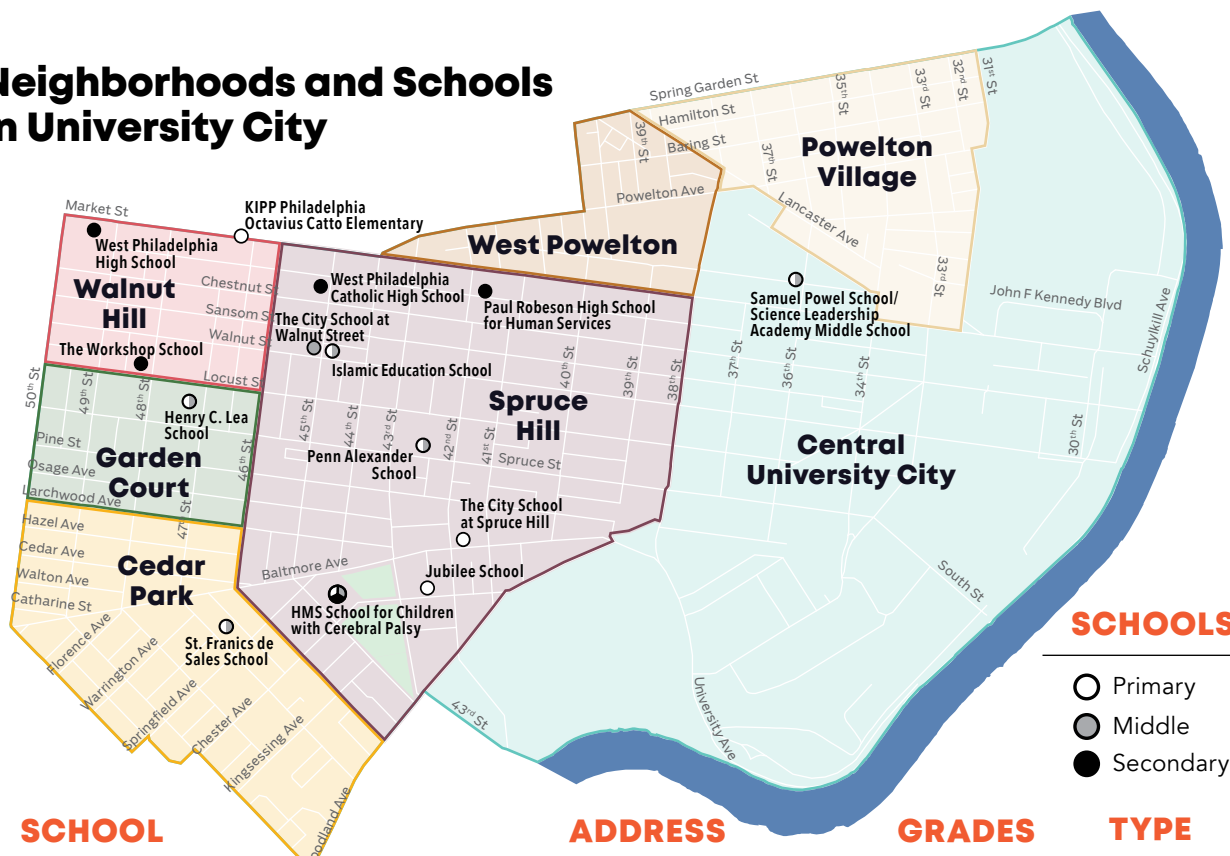 Neighborhoods and Schools
in University City
Spring Garden St
Hamilton St
Baring St
Powelton Ave
Lancaster Ave
39th St
37th St
35th St
33rd St
32nd St
31st St
33rd St
Powelton
Village
West Powelton
Market St
KIPP Philadelphia
Octavius Catto Elementary
West Philadelphia
High School
Walnut
Hill
Chestnut St
Sansom St
Walnut St
Locust St
The Workshop School
West Philadelphia
Catholic High School
Paul Robeson High School
for Human Services
The City School at
Walnut Street
Islamic Education School
Samuel Powel School/
Science Leadership
Academy Middle School
John F Kennedy Blvd
Schuylkill Ave
50th St
49th St
48th St
46th St
47th St
45th St
44th St
43rd St
42nd St
41st St
40th St
39th St
38th St
37th St
36th St
34th St
30th St
Henry C. Lea
School
Pine St
Osage Ave
Larchwood Ave
Garden
Court
Spruce
Hill
Spruce St
Penn Alexander
School
Central
University City
The City School
at Spruce Hill
Hazel Ave
Cedar Ave
Walton Ave
Catharine St
Cedar
Park
Baltmore Ave
Jubilee School
HMS School for Children
with Cerebral Palsy
St. Franics de
Sales School
Florence Ave
Warrington Ave
Springfield Ave
Chester Ave
Kingsessing Ave
oodland Ave
43rd St
University Ave
South St
SCHOOLS
Primary
Middle
Secondary
SCHOOL ADDRESS GRADES TYPE